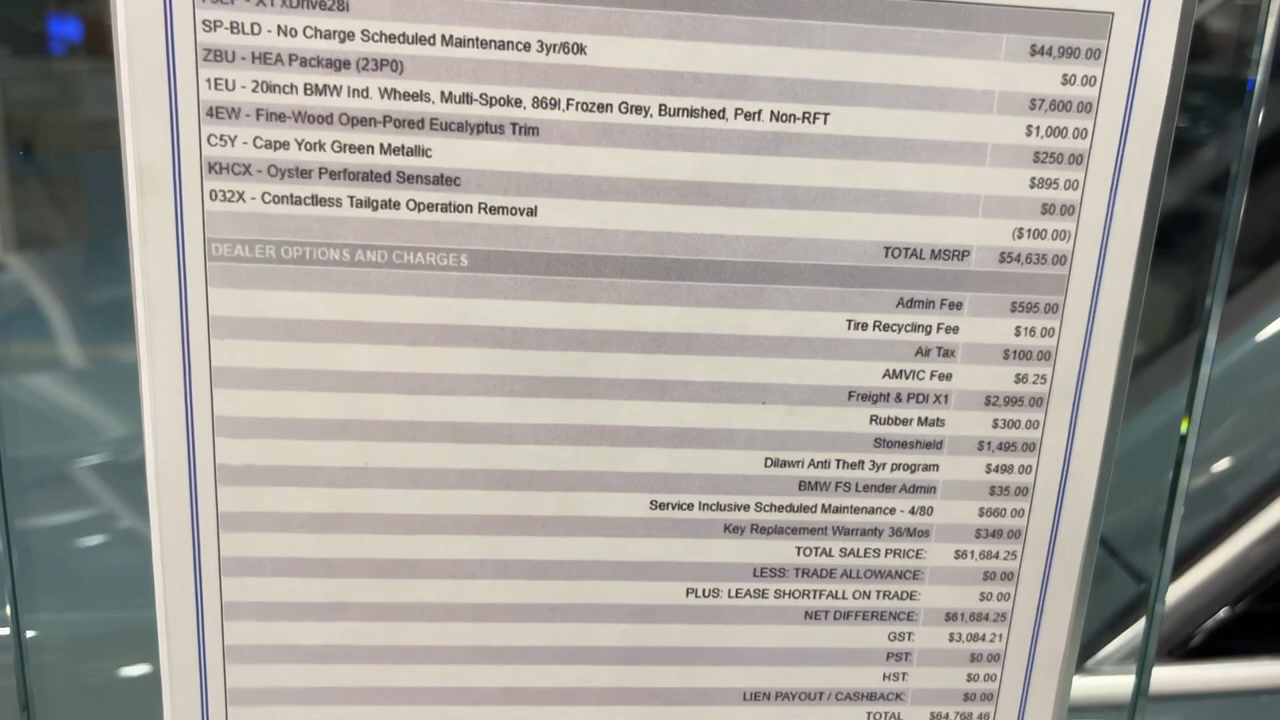 X1 xDrive28i $44,990.00
SP-BLD - No Charge Scheduled Maintenance 3yr/60k $0.00
ZBU - HEA Package (23P0) $7,600.00
1EU - 20inch BMW Ind. Wheels, Multi-Spoke, 869I,Frozen Grey, Burnished, Perf. Non-RFT $1,000.00
4EW - Fine-Wood Open-Pored Eucalyptus Trim $250.00
C5Y - Cape York Green Metallic $895.00
KHCX - Oyster Perforated Sensatec $0.00
032X - Contactless Tailgate Operation Removal ($100.00)
TOTAL MSRP $54,635.00
DEALER OPTIONS AND CHARGES
Admin Fee $595.00
Tire Recycling Fee $16.00
Air Tax $100.00
AMVIC Fee $6.25
Freight & PDI X1 $2,995.00
Rubber Mats $300.00
Stoneshield $1,495.00
Dilawri Anti Theft 3yr program $498.00
BMW FS Lender Admin $35.00
Service Inclusive Scheduled Maintenance - 4/80 $660.00
Key Replacement Warranty 36/Mos $349.00
TOTAL SALES PRICE: $61,684.25
LESS: TRADE ALLOWANCE: $0.00
PLUS: LEASE SHORTFALL ON TRADE: $0.00
NET DIFFERENCE: $61,684.25
GST: $3,084.21
PST: $0.00
HST: $0.00
LIEN PAYOUT / CASHBACK: $0.00
TOTAL $64,768.46